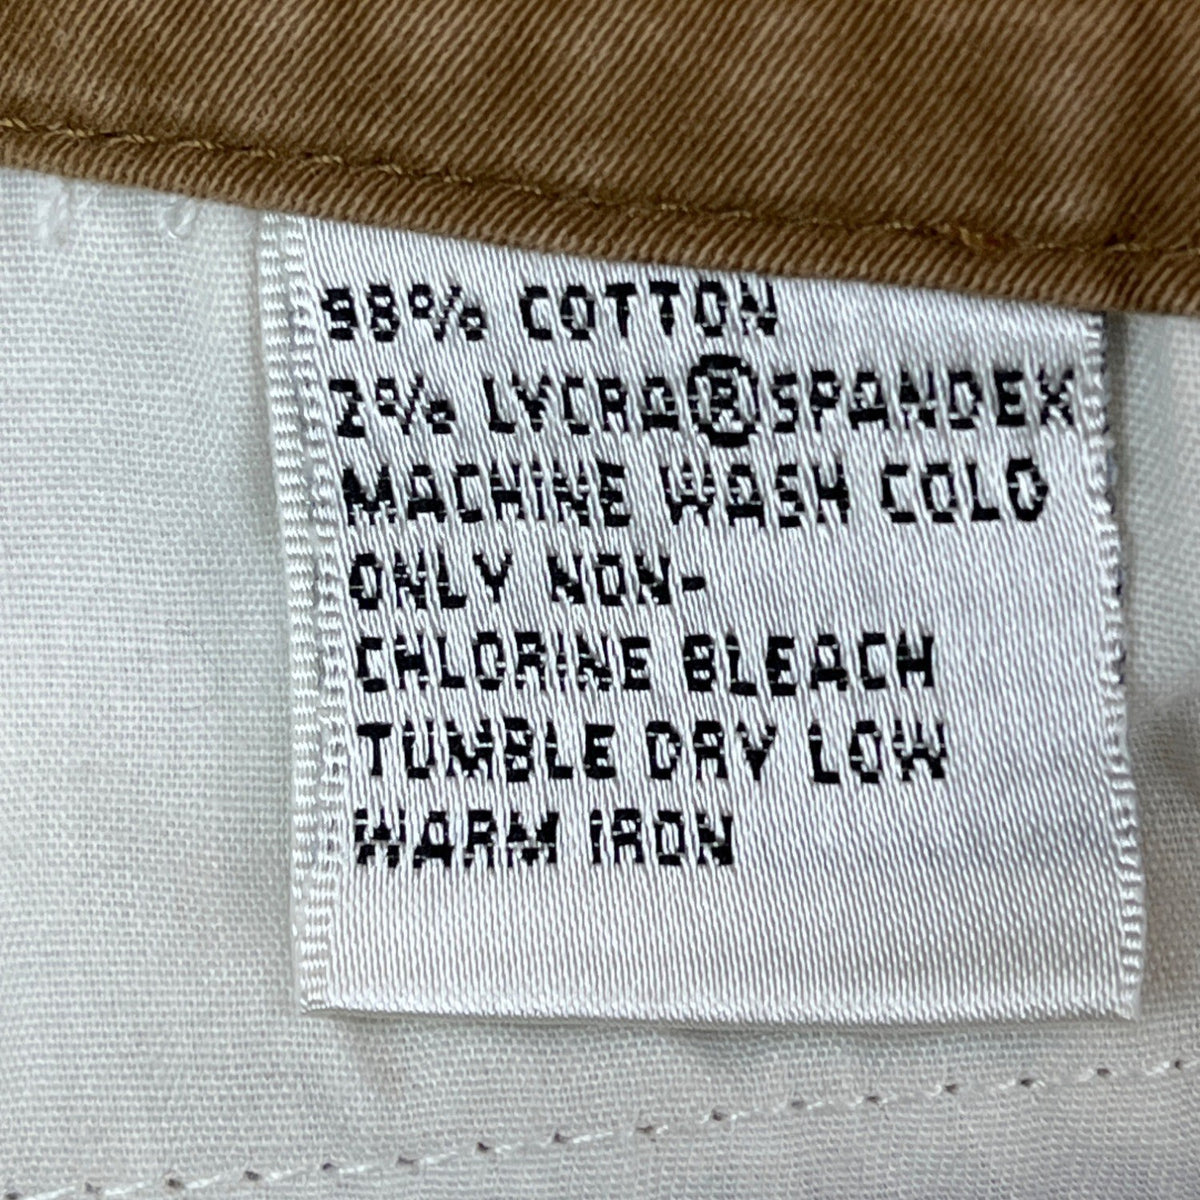 98% COTTON
2% LYCRA®SPANDEX
MACHINE WASH COLD
ONLY NON-
CHLORINE BLEACH
TUMBLE DRY LOW
WARM IRON